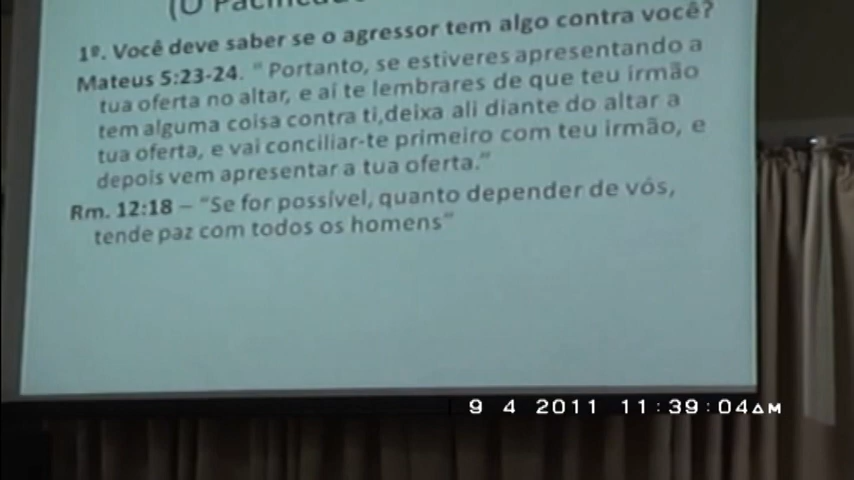 (O Pacificado
1º. Você deve saber se o agressor tem algo contra você?
Mateus 5:23-24. " Portanto, se estiveres apresentando a
tua oferta no altar, e aí te lembrares de que teu irmão
tem alguma coisa contra ti,deixa ali diante do altar a
tua oferta, e vai conciliar-te primeiro com teu irmão, e
depois vem apresentar a tua oferta."
Rm. 12:18 – "Se for possível, quanto depender de vós,
tende paz com todos os homens"
9 4 2011 11:39:04AM